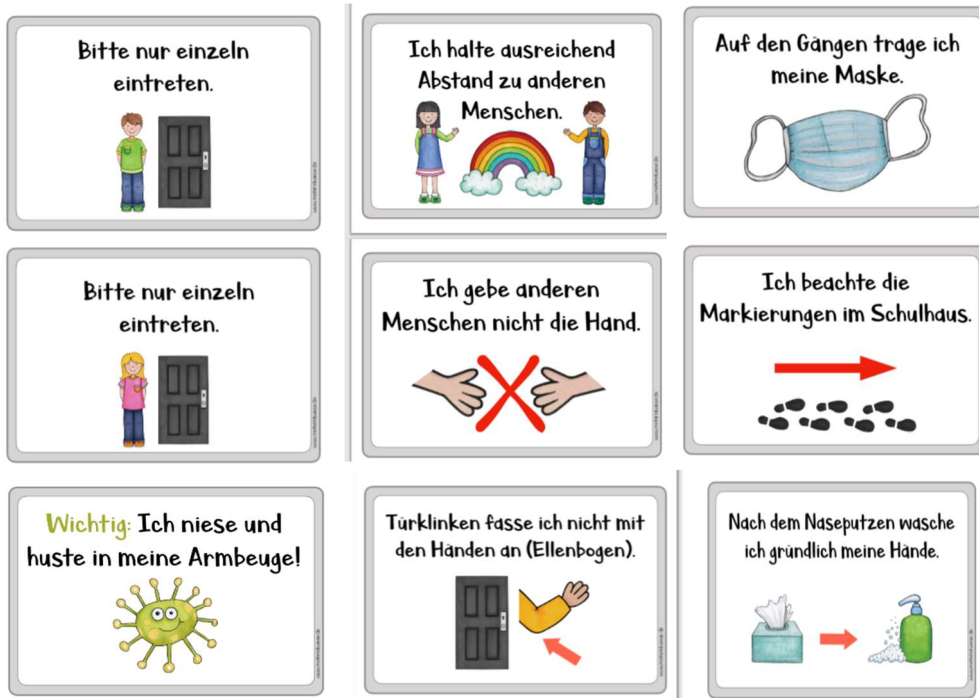 Bitte nur einzeln
eintreten.
Ich halte ausreichend
Abstand zu anderen
Menschen.
Auf den Gängen trage ich
meine Maske.
Bitte nur einzeln
eintreten.
Ich gebe anderen
Menschen nicht die Hand.
Ich beachte die
Markierungen im Schulhaus.
Wichtig: Ich niese und
huste in meine Armbeuge!
Türklinken fasse ich nicht mit
den Händen an (Ellenbogen).
Nach dem Naseputzen wasche
ich gründlich meine Hände.